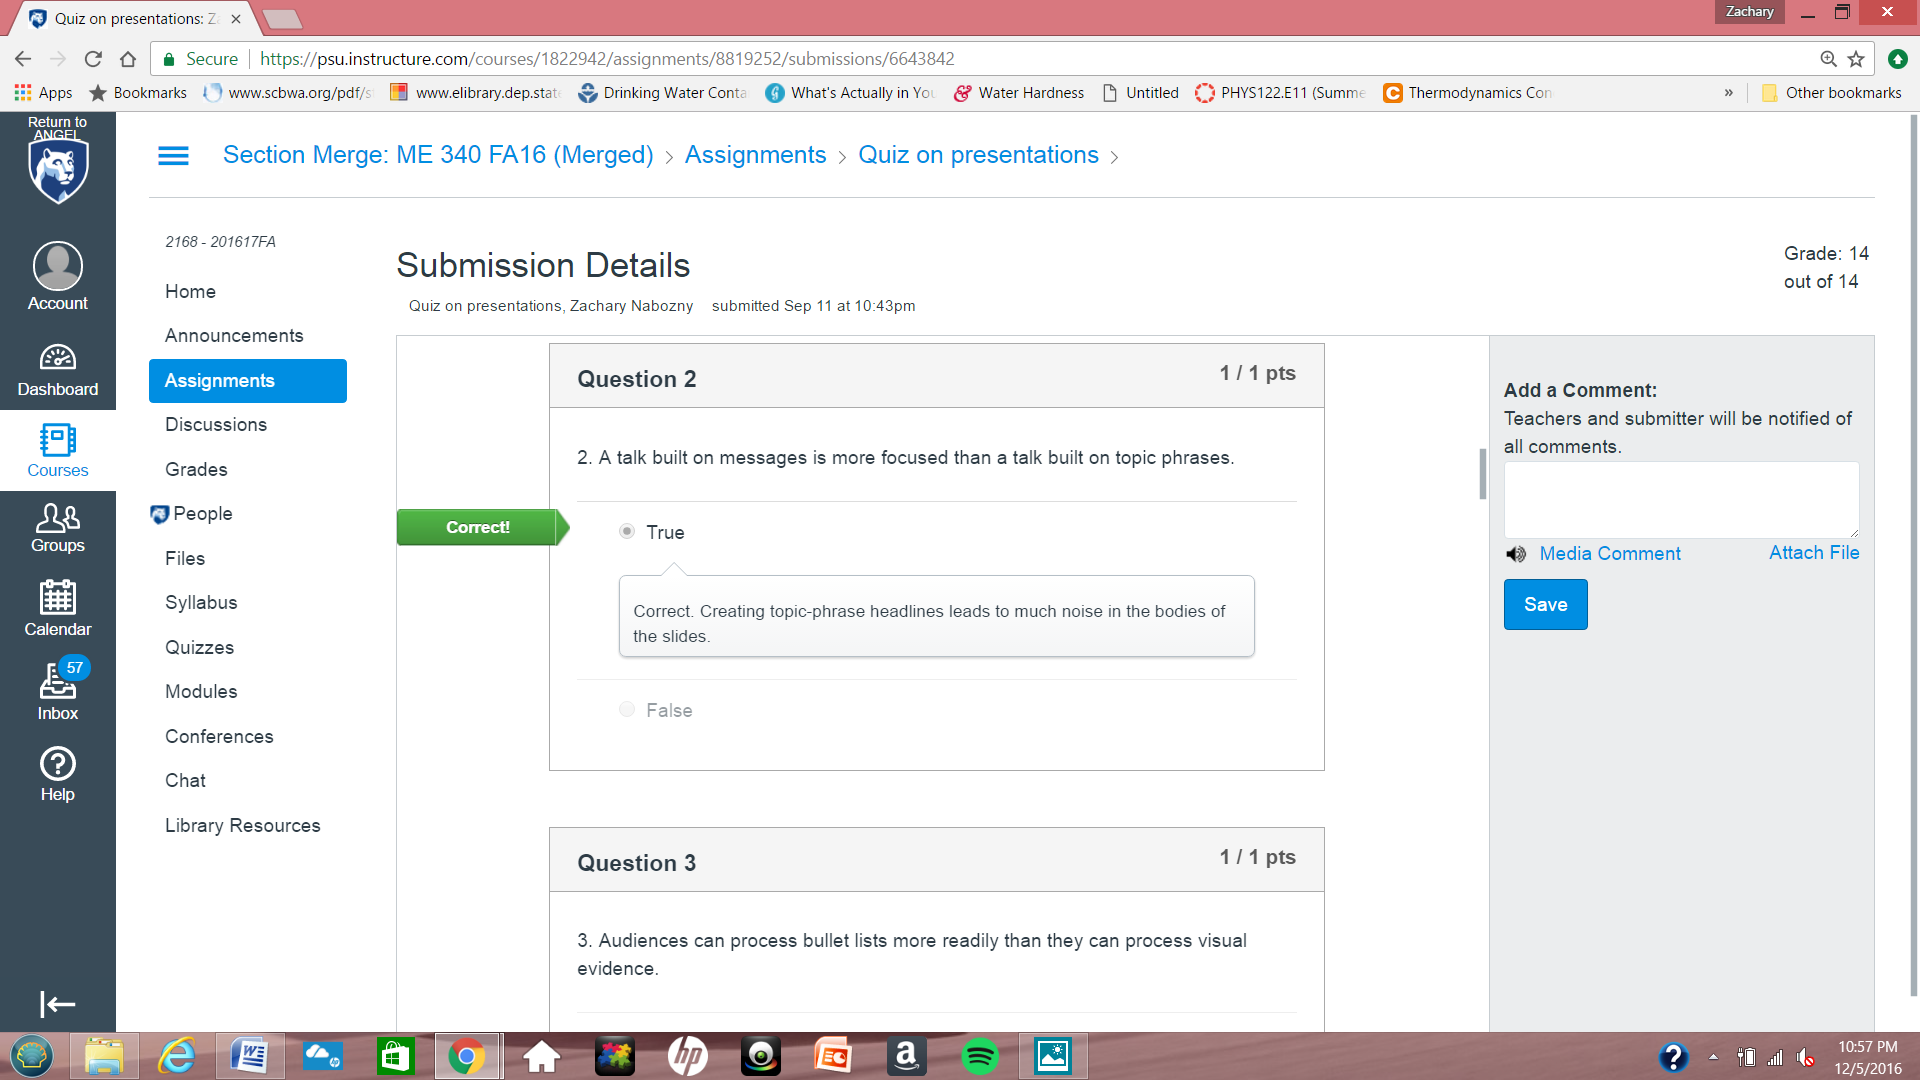 Quiz on presentations: Za
Zachary
Secure
https://psu.instructure.com/courses/1822942/assignments/8819252/submissions/6643842
Apps
Bookmarks
www.scbwa.org/pdf/s
www.elibrary.dep.state
Drinking Water Conta
What's Actually in You
Water Hardness
Untitled
PHYS122.E11 (Summe
Thermodynamics Con
»
Other bookmarks
Return to
ANGEL
Account
Dashboard
Courses
Groups
Calendar
57
Inbox
Help
Section Merge: ME 340 FA16 (Merged) > Assignments > Quiz on presentations >
2168 - 201617FA
Home
Announcements
Assignments
Discussions
Grades
People
Files
Syllabus
Quizzes
Modules
Conferences
Chat
Library Resources
Submission Details
Quiz on presentations, Zachary Nabozny submitted Sep 11 at 10:43pm
Grade: 14
out of 14
Question 2
1 / 1 pts
2. A talk built on messages is more focused than a talk built on topic phrases.
Correct!
True
Correct. Creating topic-phrase headlines leads to much noise in the bodies of
the slides.
False
Question 3
1 / 1 pts
3. Audiences can process bullet lists more readily than they can process visual
evidence.
Add a Comment:
Teachers and submitter will be notified of
all comments.
Media Comment
Attach File
Save
10:57 PM
12/5/2016